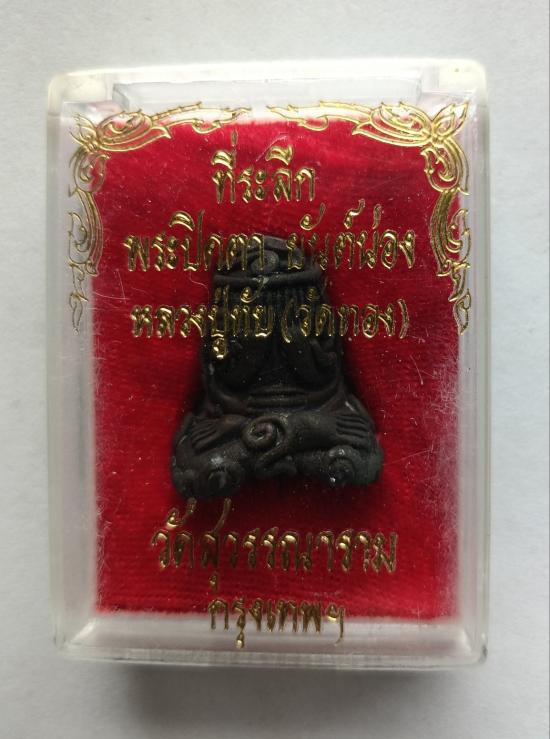 ที่ระลึก
พระปิดตา ยันต์น่อง
หลวงปู่ทับ (วัดทอง)
วัดสุวรรณาราม
กรุงเทพฯ